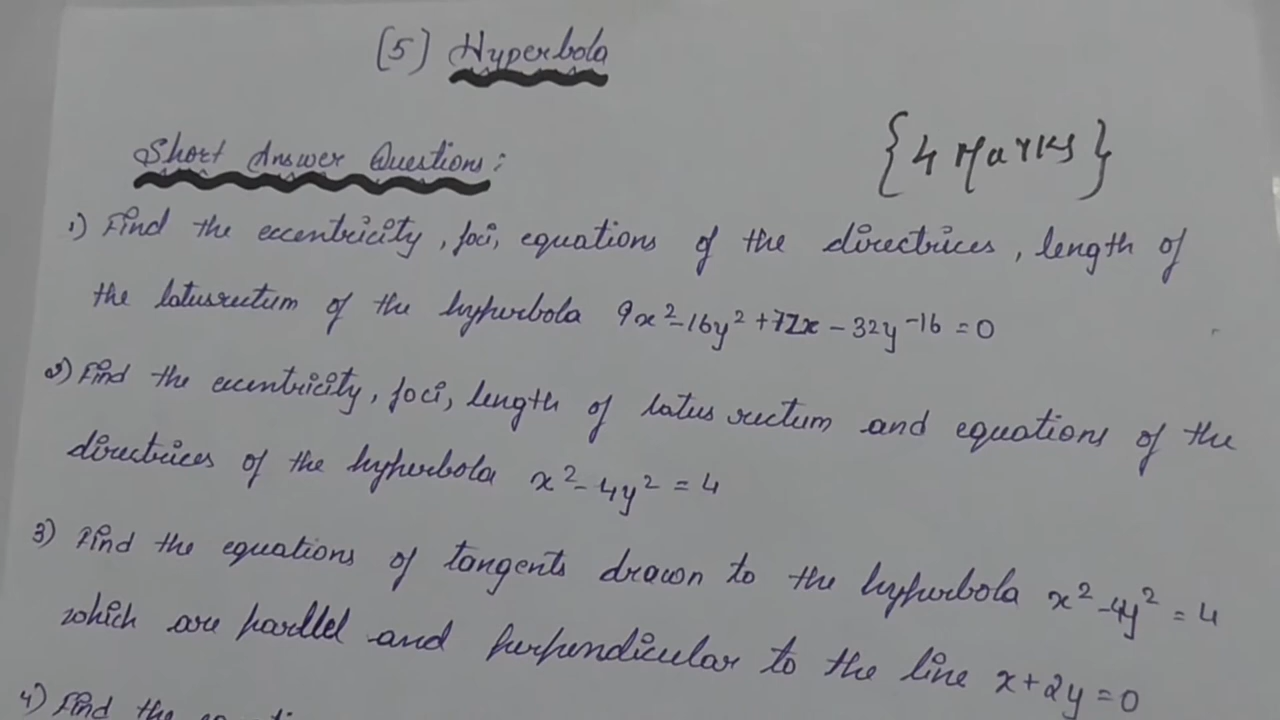 (5) Hyperbola
{4 Marks}
Short Answer Questions:
1) Find the eccentricity, foci, equations of the directrices, length of
the latusrectum of the hyperbola 9x²-16y²+72x-32y-16=0
2) Find the eccentricity, foci, length of latus rectum and equations of the
directrices of the hyperbola x²-4y²=4
3) Find the equations of tangents drawn to the hyperbola x²-4y²=4
which are parllel and perpendicular to the line x+2y=0
4) Find the